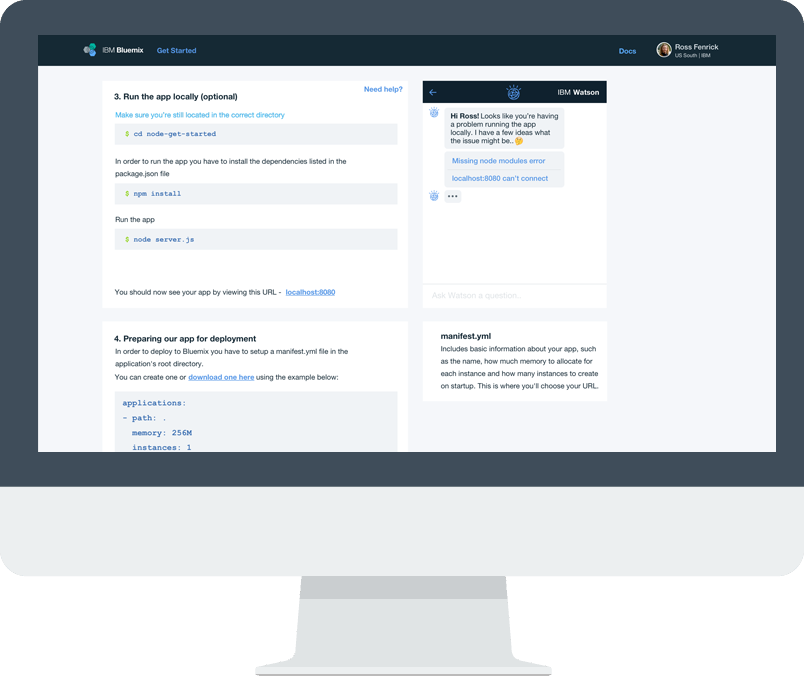 IBM Bluemix
Get Started
Docs
Ross Fenrick
US South | IBM
Need help?
3. Run the app locally (optional)
Make sure you're still located in the correct directory
$ cd node-get-started
In order to run the app you have to install the dependencies listed in the
package.json file
$ npm install
Run the app
$ node server.js
You should now see your app by viewing this URL - localhost:8080
IBM Watson
Hi Ross! Looks like you're having
a problem running the app
locally. I have a few ideas what
the issue might be..🤔
Missing node modules error
localhost:8080 can't connect
•••
Ask Watson a question..
4. Preparing our app for deployment
In order to deploy to Bluemix you have to setup a manifest.yml file in the
application's root directory.
You can create one or download one here using the example below:
applications:
- path: .
memory: 256M
instances: 1
manifest.yml
Includes basic information about your app, such
as the name, how much memory to allocate for
each instance and how many instances to create
on startup. This is where you'll choose your URL.